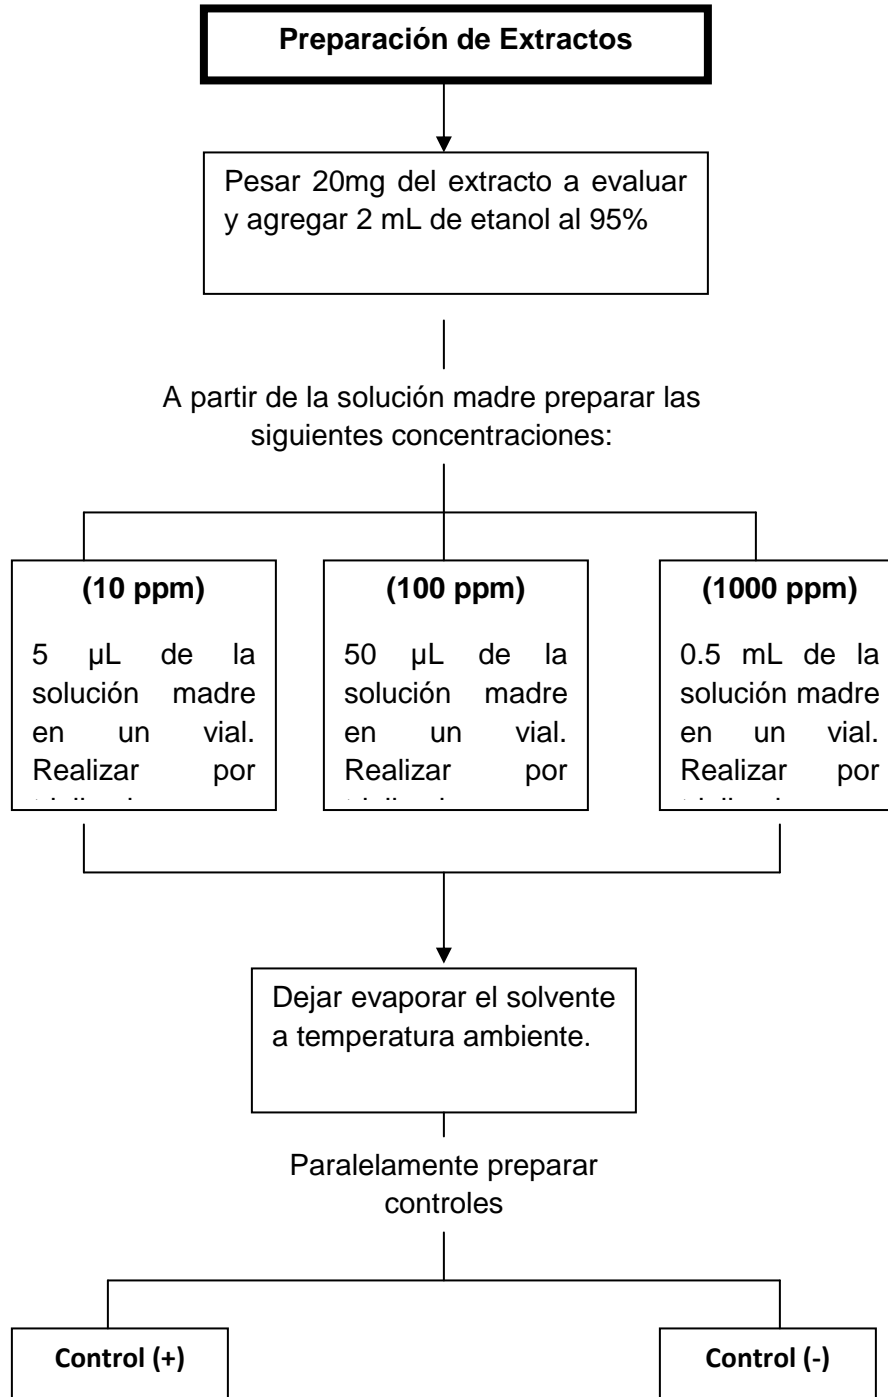 Preparación de Extractos
Pesar 20mg del extracto a evaluar
y agregar 2 mL de etanol al 95%
A partir de la solución madre preparar las
siguientes concentraciones:
(10 ppm)
5 µL de la
solución madre
en un vial.
Realizar por
(100 ppm)
50 µL de la
solución madre
en un vial.
Realizar por
(1000 ppm)
0.5 mL de la
solución madre
en un vial.
Realizar por
Dejar evaporar el solvente
a temperatura ambiente.
Paralelamente preparar
controles
Control (+)
Control (-)